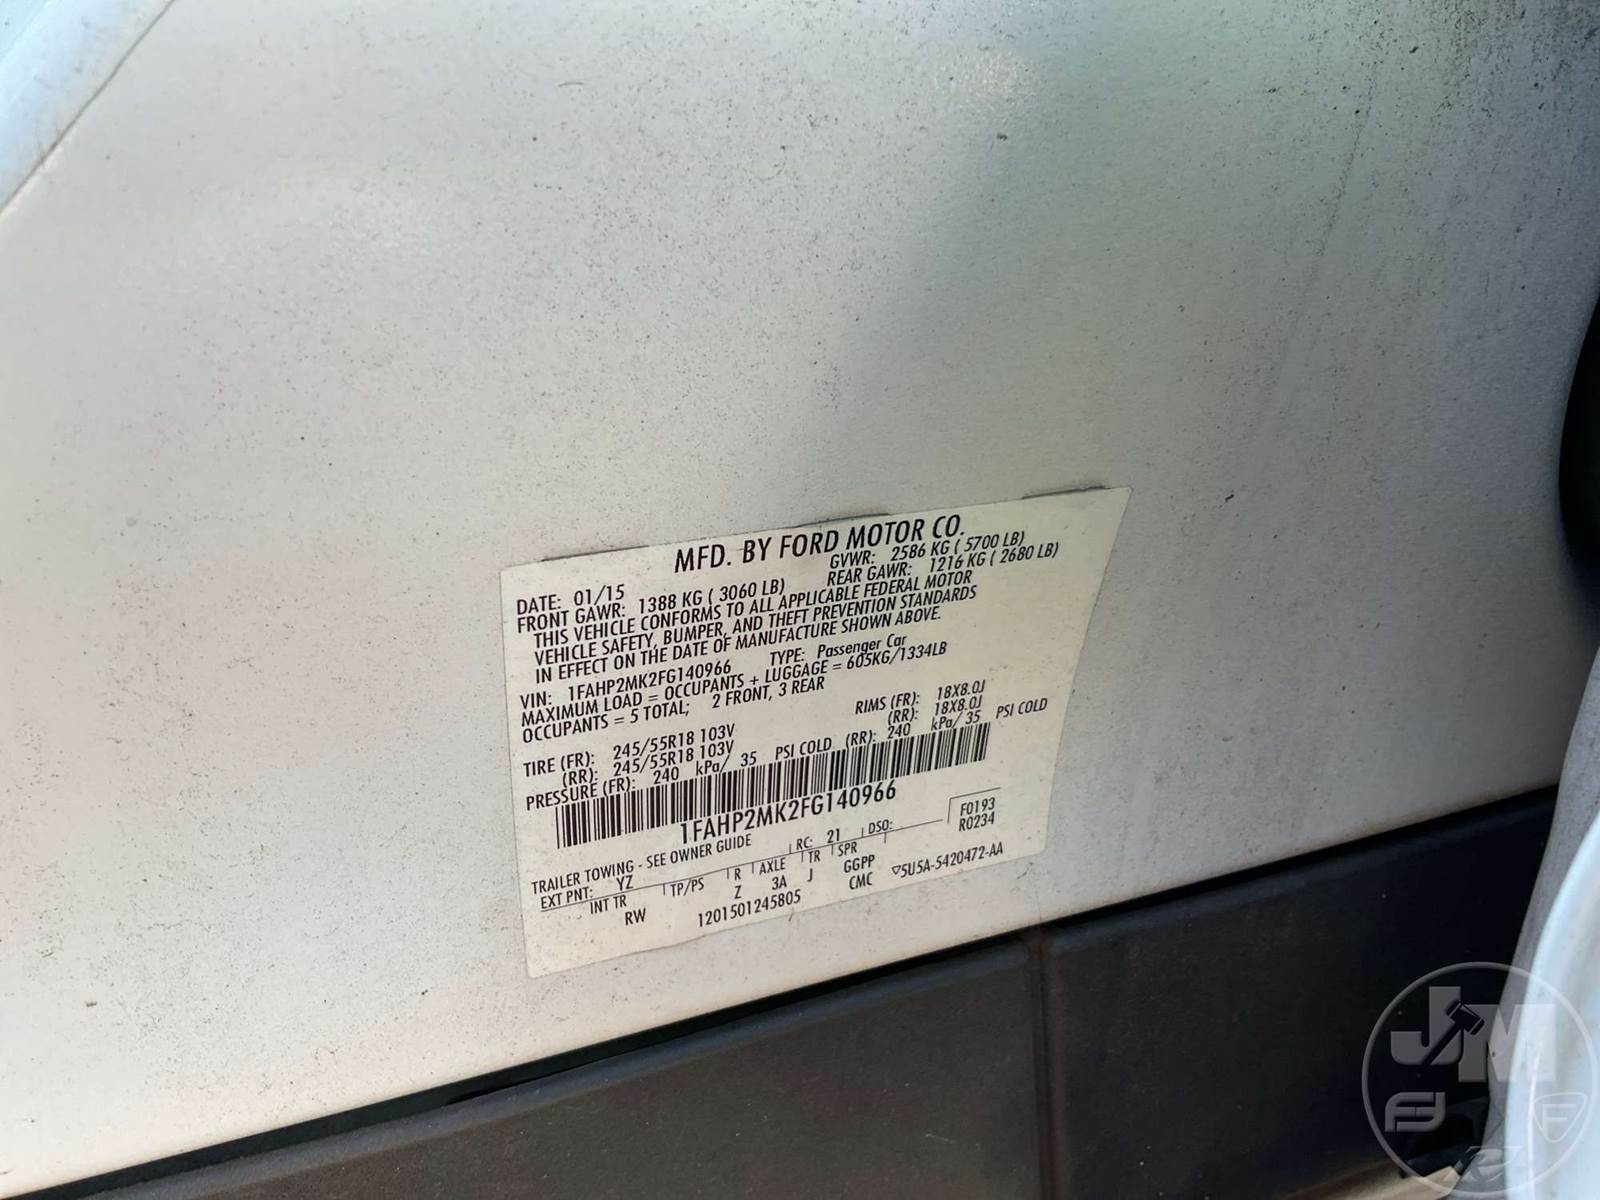 MFD. BY FORD MOTOR CO.
DATE: 01/15 GVWR: 2586 KG ( 5700 LB)
FRONT GAWR: 1388 KG ( 3060 LB) REAR GAWR: 1216 KG ( 2680 LB)
THIS VEHICLE CONFORMS TO ALL APPLICABLE FEDERAL MOTOR
VEHICLE SAFETY, BUMPER, AND THEFT PREVENTION STANDARDS
IN EFFECT ON THE DATE OF MANUFACTURE SHOWN ABOVE.
VIN: 1FAHP2MK2FG140966 TYPE: Passenger Car
MAXIMUM LOAD = OCCUPANTS + LUGGAGE = 605KG/1334LB
OCCUPANTS = 5 TOTAL; 2 FRONT, 3 REAR
TIRE (FR): 245/55R18 103V RIMS (FR): 18X8.0J
(RR): 245/55R18 103V (RR): 18X8.0J
PRESSURE (FR): 240 kPa/ 35 PSI COLD (RR): 240 kPa/ 35 PSI COLD
1FAHP2MK2FG140966
TRAILER TOWING - SEE OWNER GUIDE RC: 21 DSO: F0193
R0234
EXT PNT: YZ TP/PS R AXLE TR SPR
INT TR RW Z 3A J GGPP
1201501245805 CMC 5U5A-5420472-AA
JM